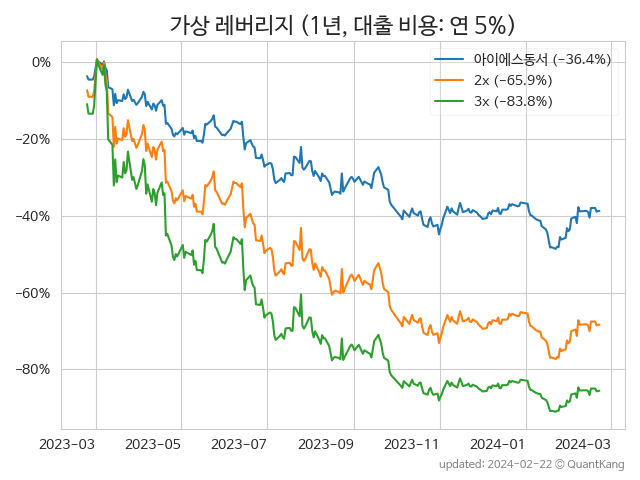 가상 레버리지 (1년, 대출 비용: 연 5%)
아이에스동서 (−36.4%)
2x (−65.9%)
3x (−83.8%)
0%
−20%
−40%
−60%
−80%
2023-03
2023-05
2023-07
2023-09
2023-11
2024-01
2024-03
updated: 2024-02-22 © QuantKang